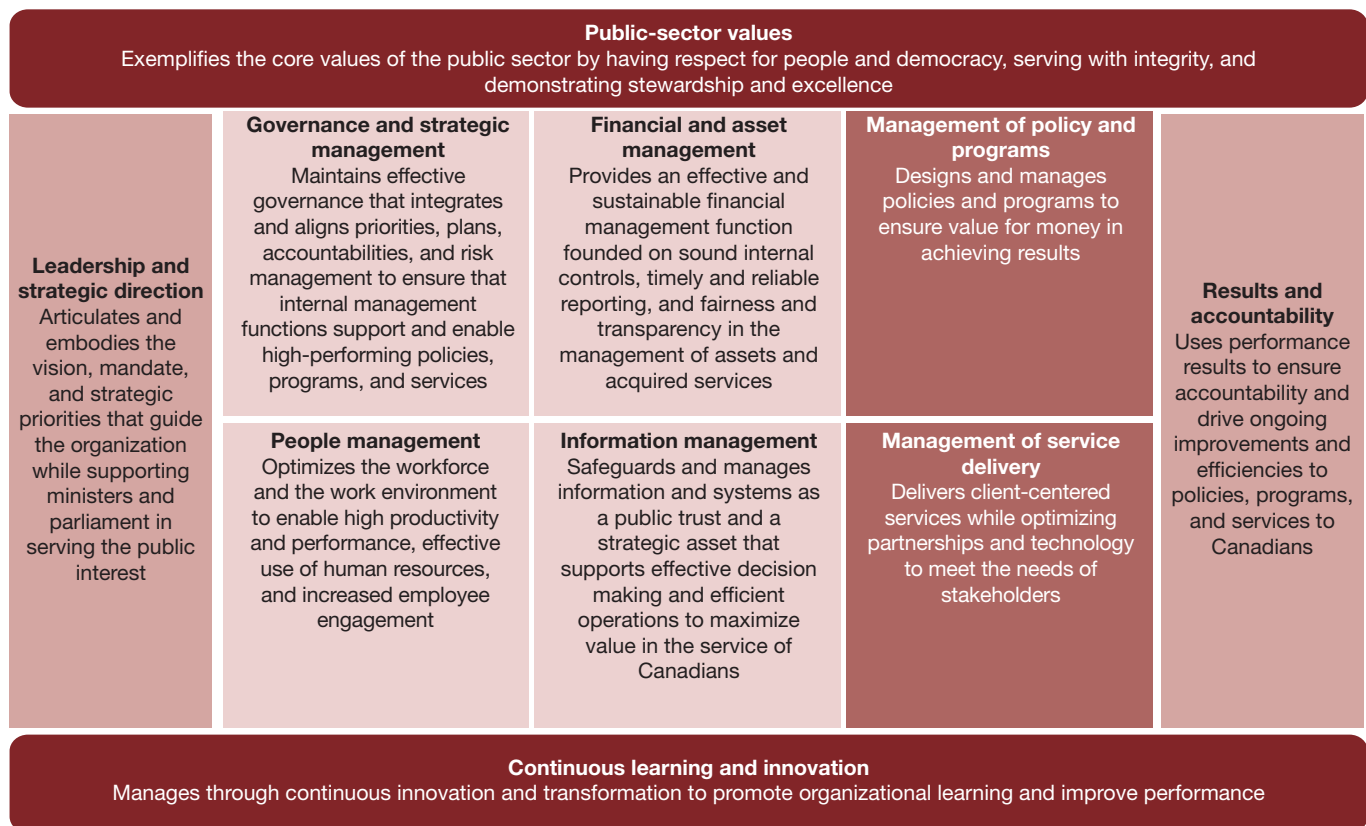 Public-sector values
Exemplifies the core values of the public sector by having respect for people and democracy, serving with integrity, and
demonstrating stewardship and excellence
Leadership and
strategic direction
Articulates and
embodies the
vision, mandate,
and strategic
priorities that guide
the organization
while supporting
ministers and
parliament in
serving the public
interest
Governance and strategic
management
Maintains effective
governance that integrates
and aligns priorities, plans,
accountabilities, and risk
management to ensure that
internal management
functions support and enable
high-performing policies,
programs, and services
Financial and asset
management
Provides an effective and
sustainable financial
management function
founded on sound internal
controls, timely and reliable
reporting, and fairness and
transparency in the
management of assets and
acquired services
Management of policy and
programs
Designs and manages
policies and programs to
ensure value for money in
achieving results
People management
Optimizes the workforce
and the work environment
to enable high productivity
and performance, effective
use of human resources,
and increased employee
engagement
Information management
Safeguards and manages
information and systems as
a public trust and a
strategic asset that
supports effective decision
making and efficient
operations to maximize
value in the service of
Canadians
Management of service
delivery
Delivers client-centered
services while optimizing
partnerships and technology
to meet the needs of
stakeholders
Results and
accountability
Uses performance
results to ensure
accountability and
drive ongoing
improvements and
efficiencies to
policies, programs,
and services to
Canadians
Continuous learning and innovation
Manages through continuous innovation and transformation to promote organizational learning and improve performance